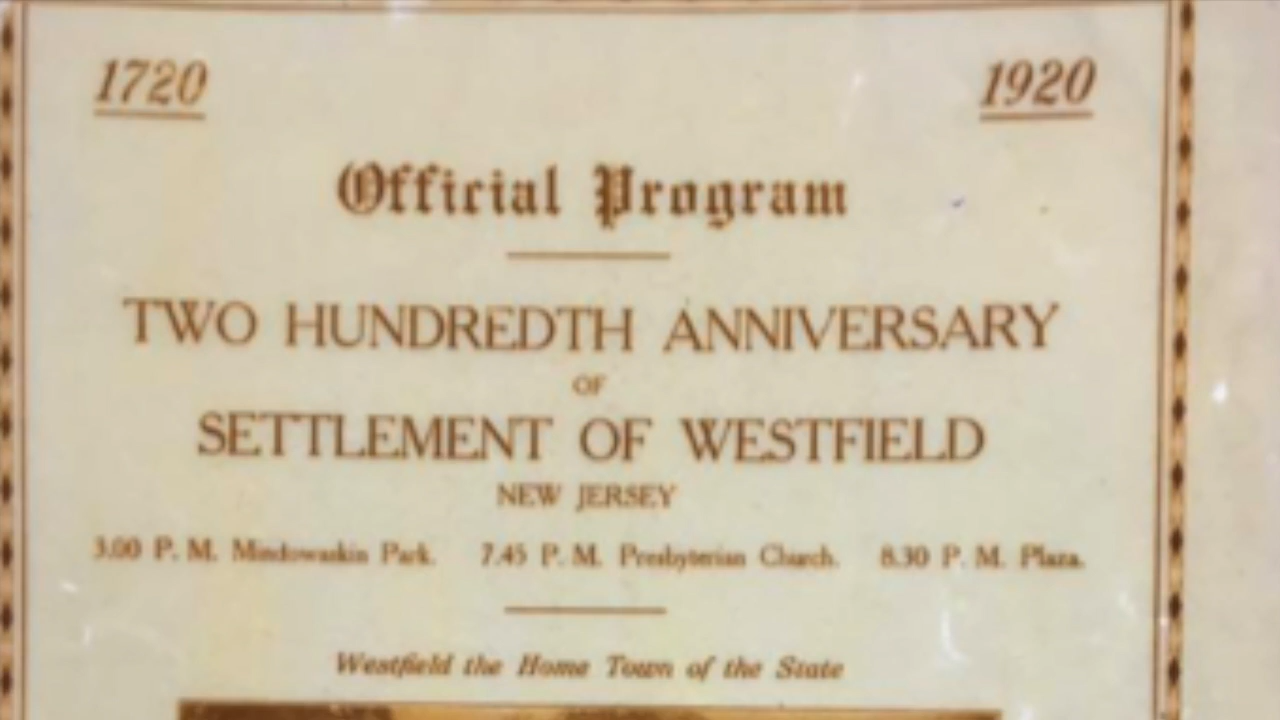 1720 1920
Official Program
TWO HUNDREDTH ANNIVERSARY
OF
SETTLEMENT OF WESTFIELD
NEW JERSEY
3.00 P. M. Mindowaskin Park. 7.45 P. M. Presbyterian Church. 8.30 P. M. Plaza.
Westfield the Home Town of the State